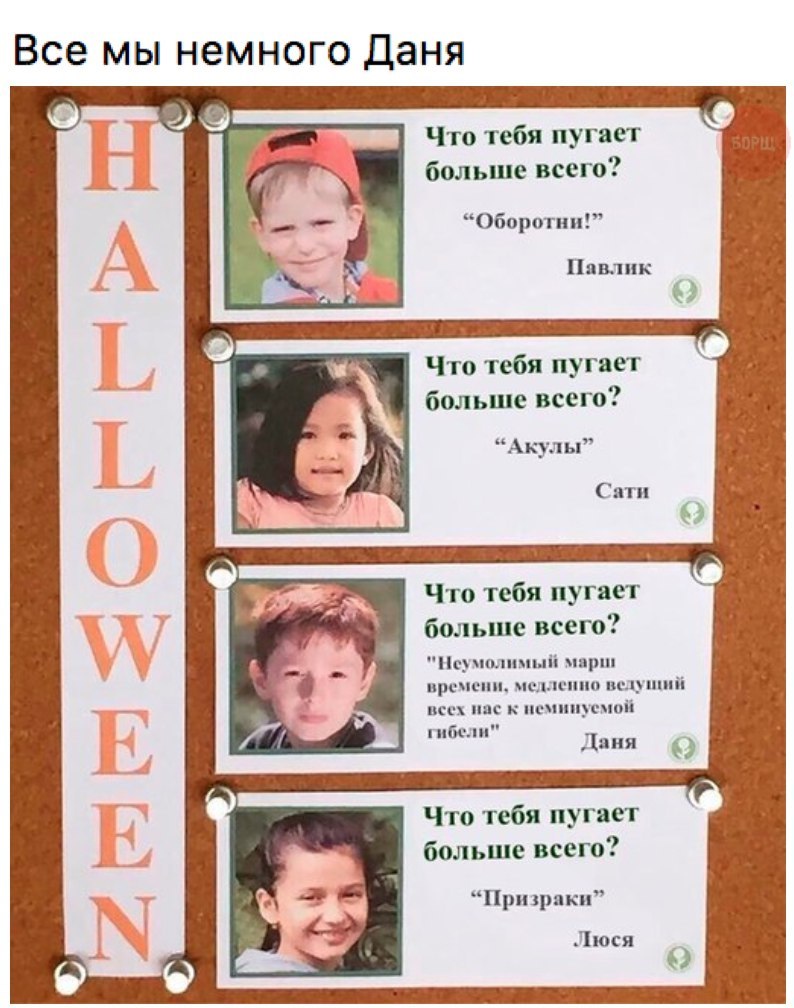 Все мы немного Даня
HALLOWEEN
БОРЩ
Что тебя пугает
больше всего?
“Оборотни!”
Павлик
Что тебя пугает
больше всего?
“Акулы”
Сати
Что тебя пугает
больше всего?
"Неумолимый марш
времени, медленно ведущий
всех нас к неминуемой
гибели"
Даня
Что тебя пугает
больше всего?
“Призраки”
Люся